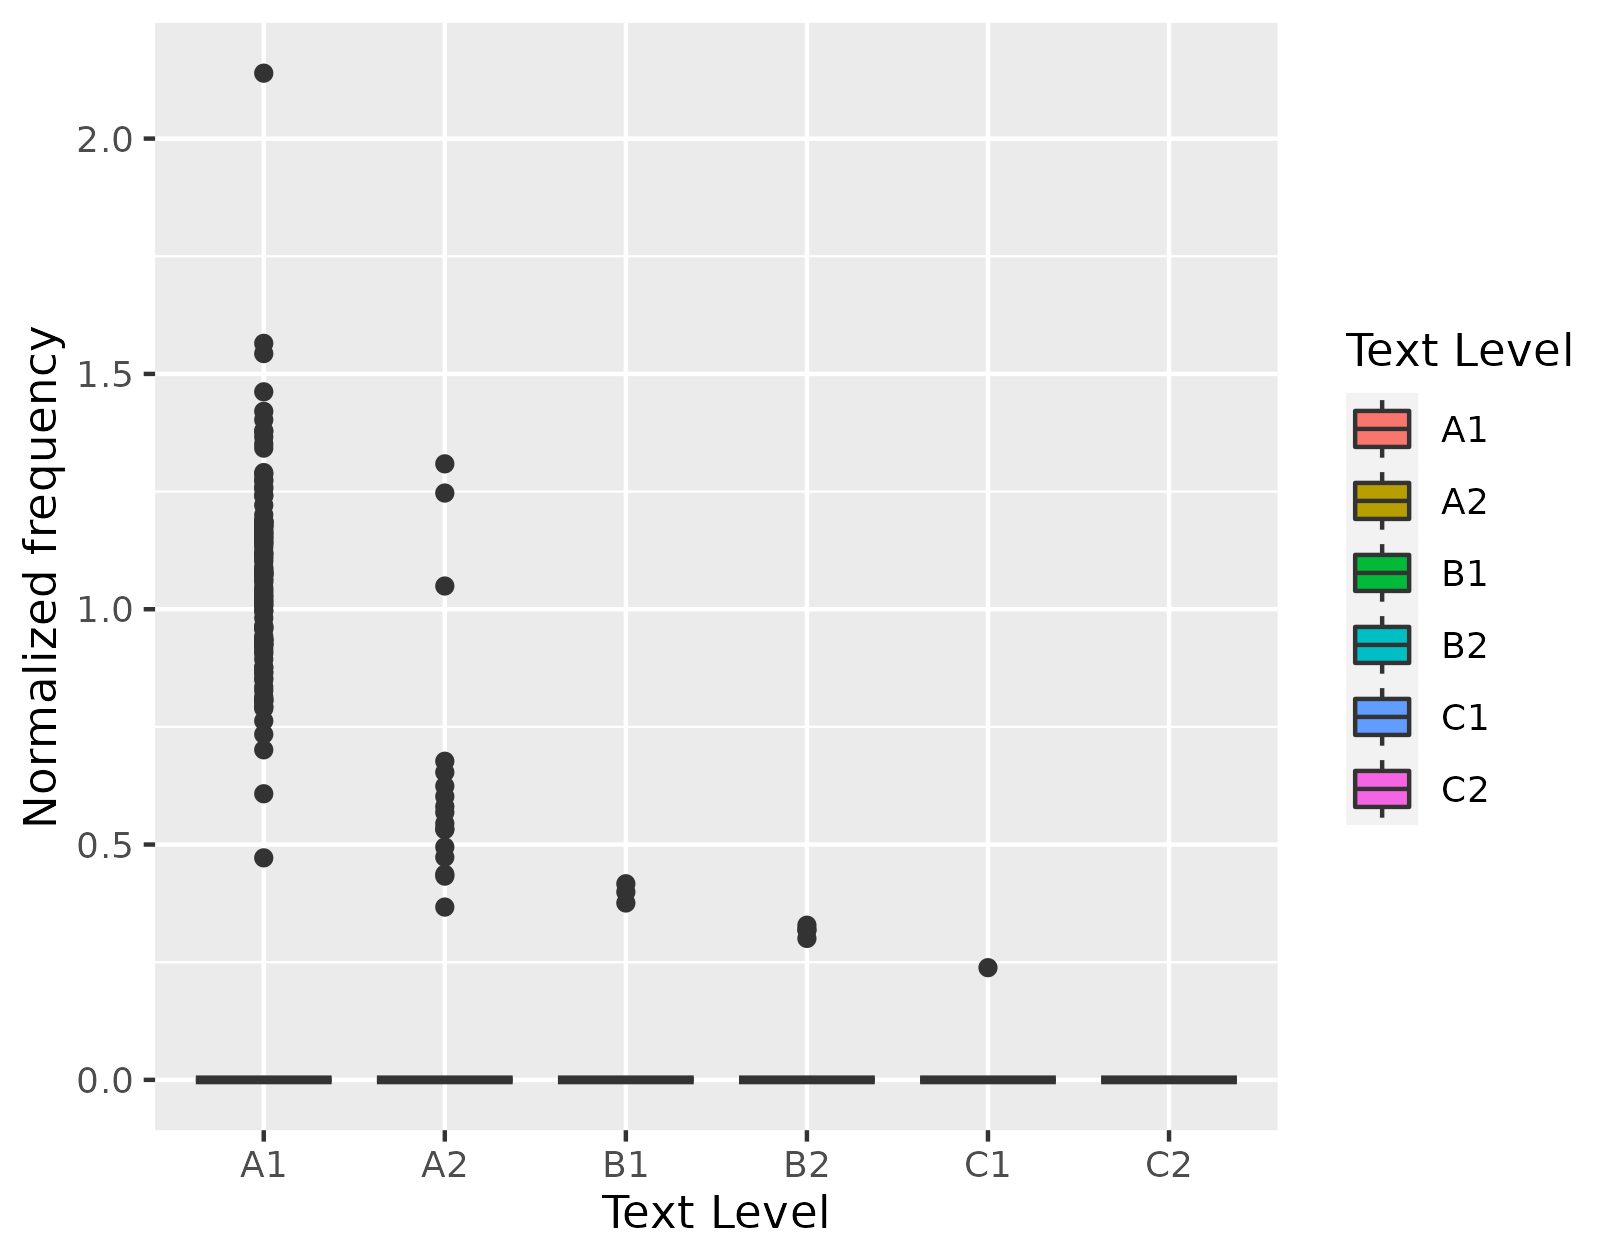 Normalized frequency
2.0
1.5
1.0
0.5
0.0
A1 A2 B1 B2 C1 C2
Text Level
Text Level
A1
A2
B1
B2
C1
C2